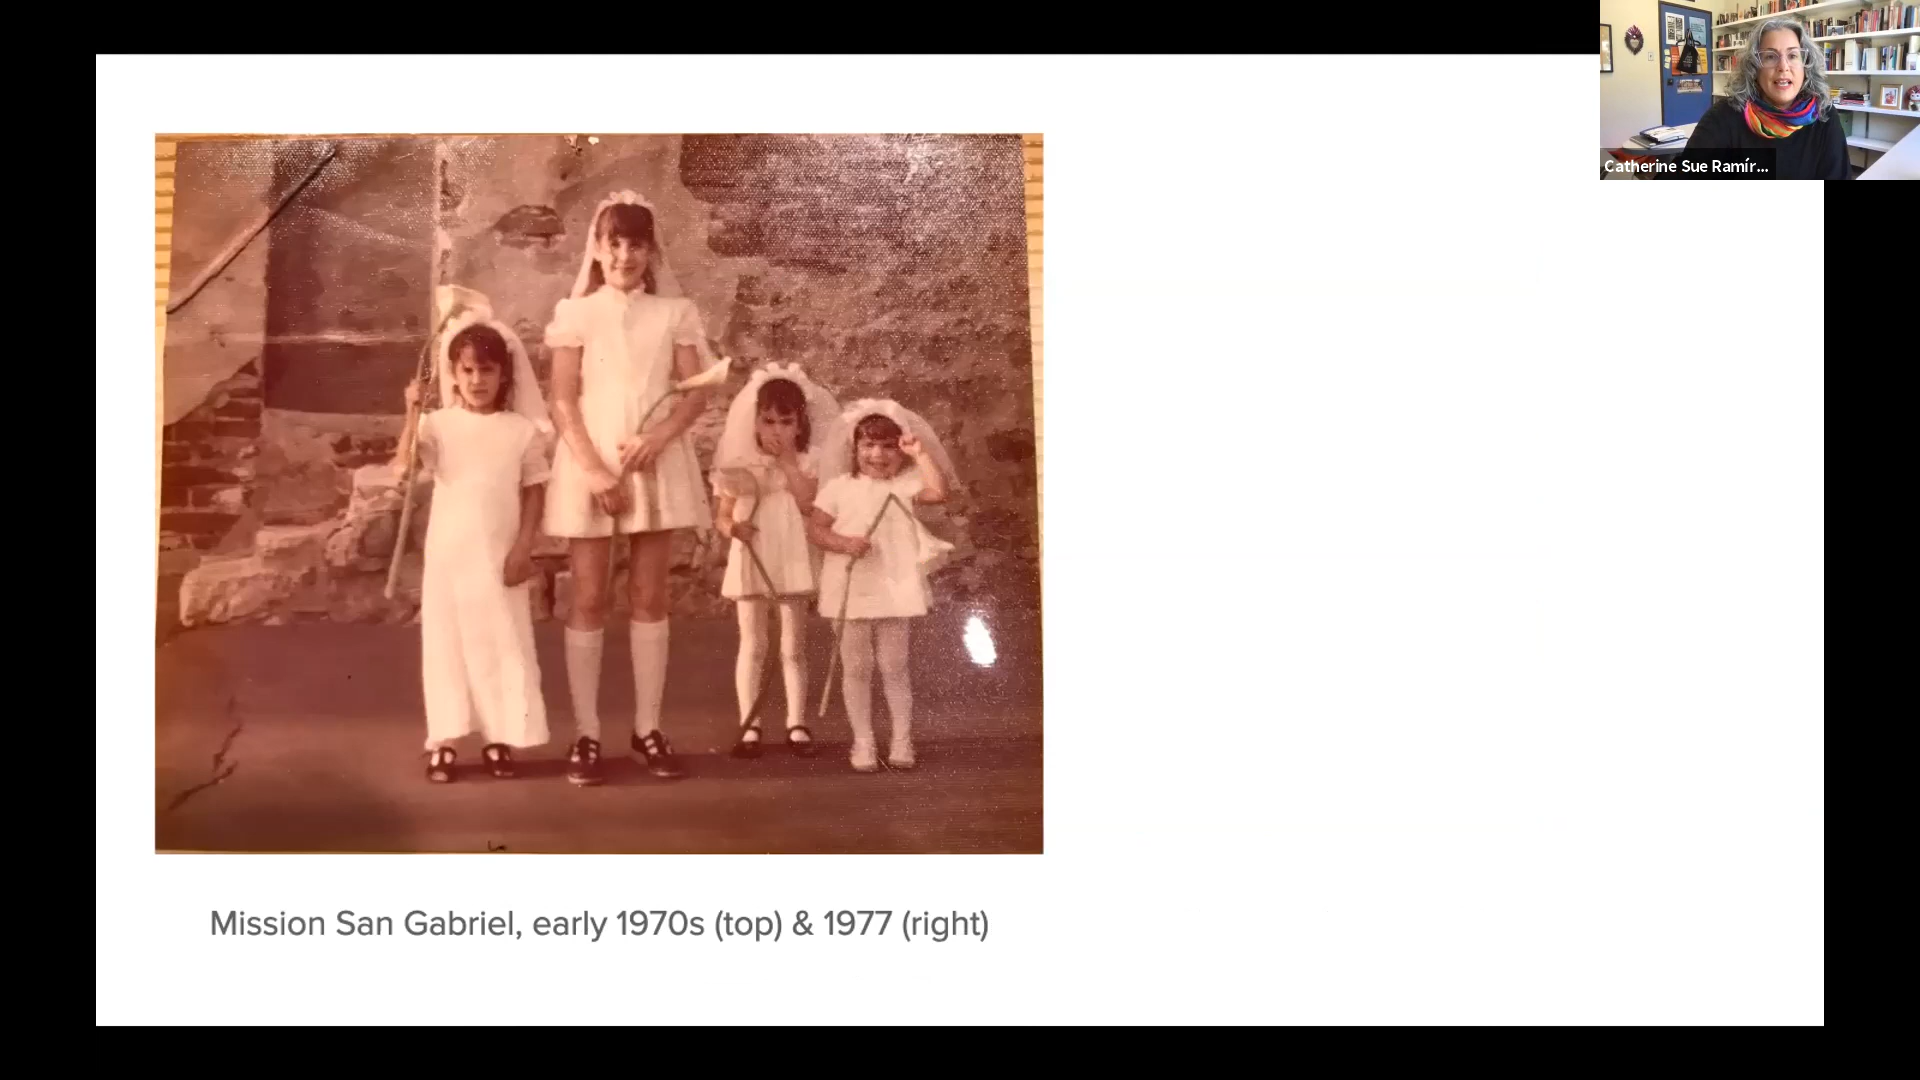 Catherine Sue Ramír...
Mission San Gabriel, early 1970s (top) & 1977 (right)